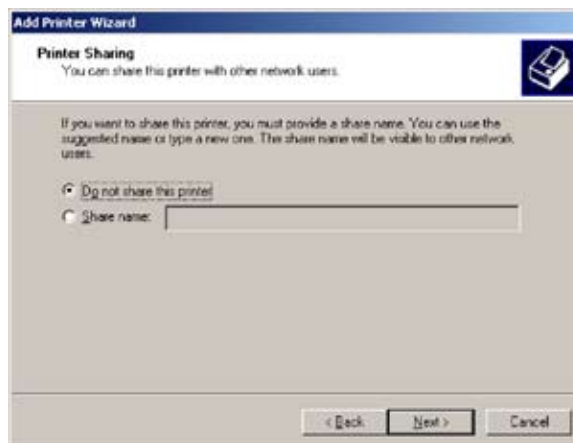 Add Printer Wizard
Printer Sharing
You can share this printer with other network users.
If you want to share this printer, you must provide a share name. You can use the
suggested name or type a new one. The share name will be visible to other network
users.
Do not share this printer
Share name:
< Back
Next >
Cancel